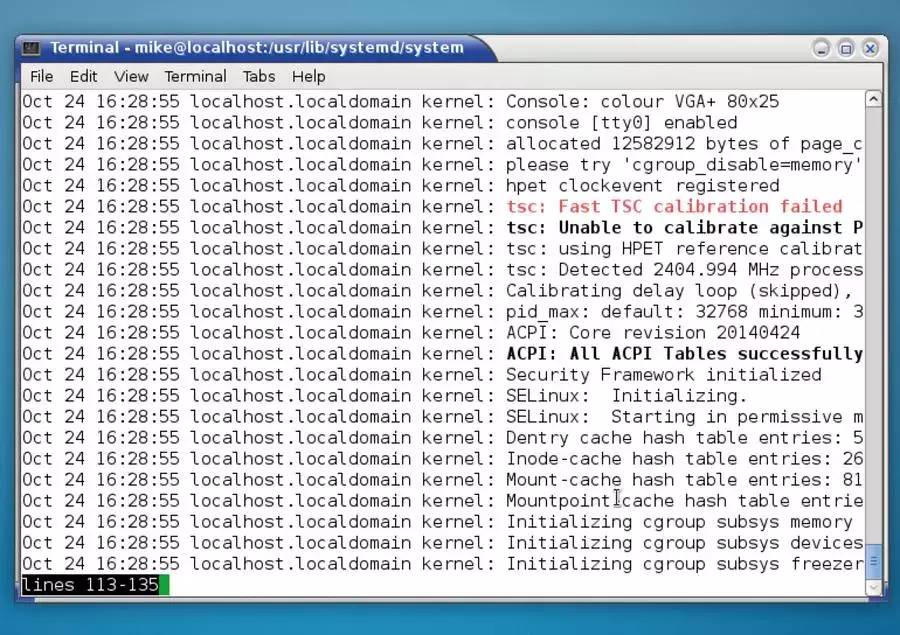 Terminal - mike@localhost:/usr/lib/systemd/system
File Edit View Terminal Tabs Help
Oct 24 16:28:55 localhost.localdomain kernel: Console: colour VGA+ 80x25
Oct 24 16:28:55 localhost.localdomain kernel: console [tty0] enabled
Oct 24 16:28:55 localhost.localdomain kernel: allocated 12582912 bytes of page_c
Oct 24 16:28:55 localhost.localdomain kernel: please try 'cgroup_disable=memory'
Oct 24 16:28:55 localhost.localdomain kernel: hpet clockevent registered
Oct 24 16:28:55 localhost.localdomain kernel: tsc: Fast TSC calibration failed
Oct 24 16:28:55 localhost.localdomain kernel: tsc: Unable to calibrate against P
Oct 24 16:28:55 localhost.localdomain kernel: tsc: using HPET reference calibrat
Oct 24 16:28:55 localhost.localdomain kernel: tsc: Detected 2404.994 MHz process
Oct 24 16:28:55 localhost.localdomain kernel: Calibrating delay loop (skipped),
Oct 24 16:28:55 localhost.localdomain kernel: pid_max: default: 32768 minimum: 3
Oct 24 16:28:55 localhost.localdomain kernel: ACPI: Core revision 20140424
Oct 24 16:28:55 localhost.localdomain kernel: ACPI: All ACPI Tables successfully
Oct 24 16:28:55 localhost.localdomain kernel: Security Framework initialized
Oct 24 16:28:55 localhost.localdomain kernel: SELinux:  Initializing.
Oct 24 16:28:55 localhost.localdomain kernel: SELinux:  Starting in permissive m
Oct 24 16:28:55 localhost.localdomain kernel: Dentry cache hash table entries: 5
Oct 24 16:28:55 localhost.localdomain kernel: Inode-cache hash table entries: 26
Oct 24 16:28:55 localhost.localdomain kernel: Mount-cache hash table entries: 81
Oct 24 16:28:55 localhost.localdomain kernel: Mountpoint-cache hash table entrie
Oct 24 16:28:55 localhost.localdomain kernel: Initializing cgroup subsys memory
Oct 24 16:28:55 localhost.localdomain kernel: Initializing cgroup subsys devices
Oct 24 16:28:55 localhost.localdomain kernel: Initializing cgroup subsys freezer
lines 113-135